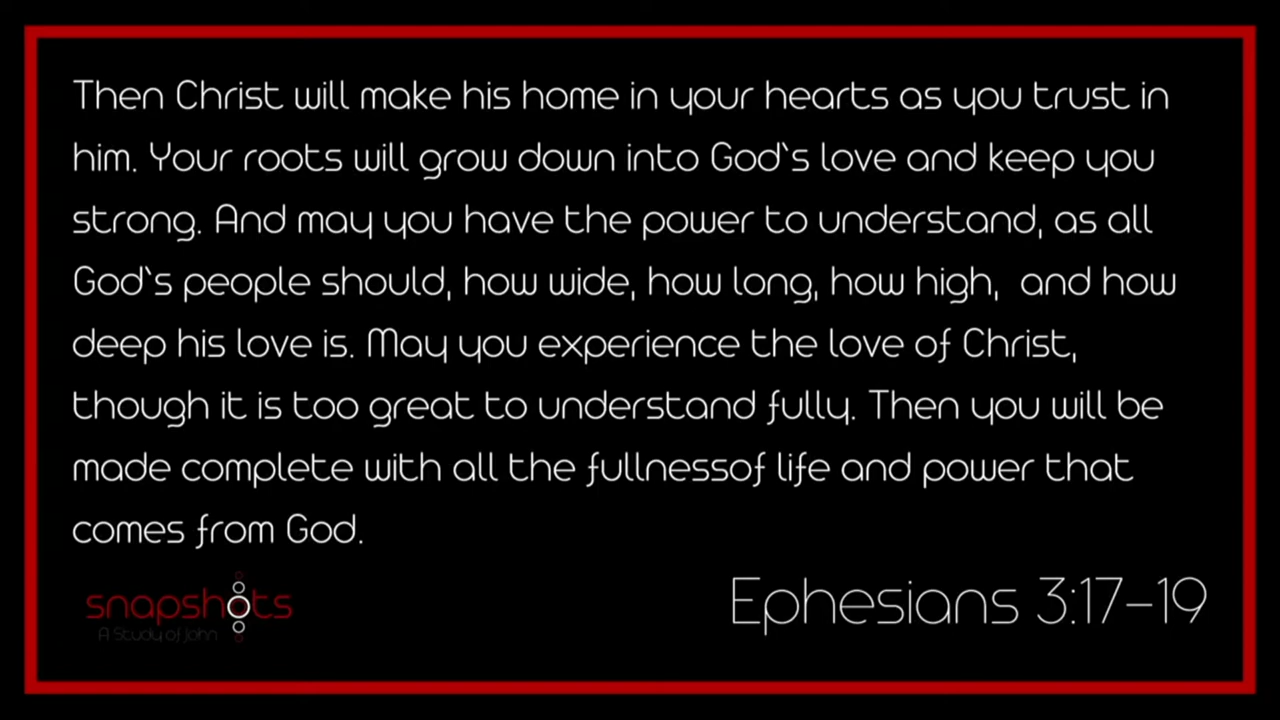 Then Christ will make his home in your hearts as you trust in
him. Your roots will grow down into God`s love and keep you
strong. And may you have the power to understand, as all
God`s people should, how wide, how long, how high,  and how
deep his love is. May you experience the love of Christ,
though it is too great to understand fully. Then you will be
made complete with all the fullnessof life and power that
comes from God.
snapshots
A Study of John
Ephesians 3:17-19